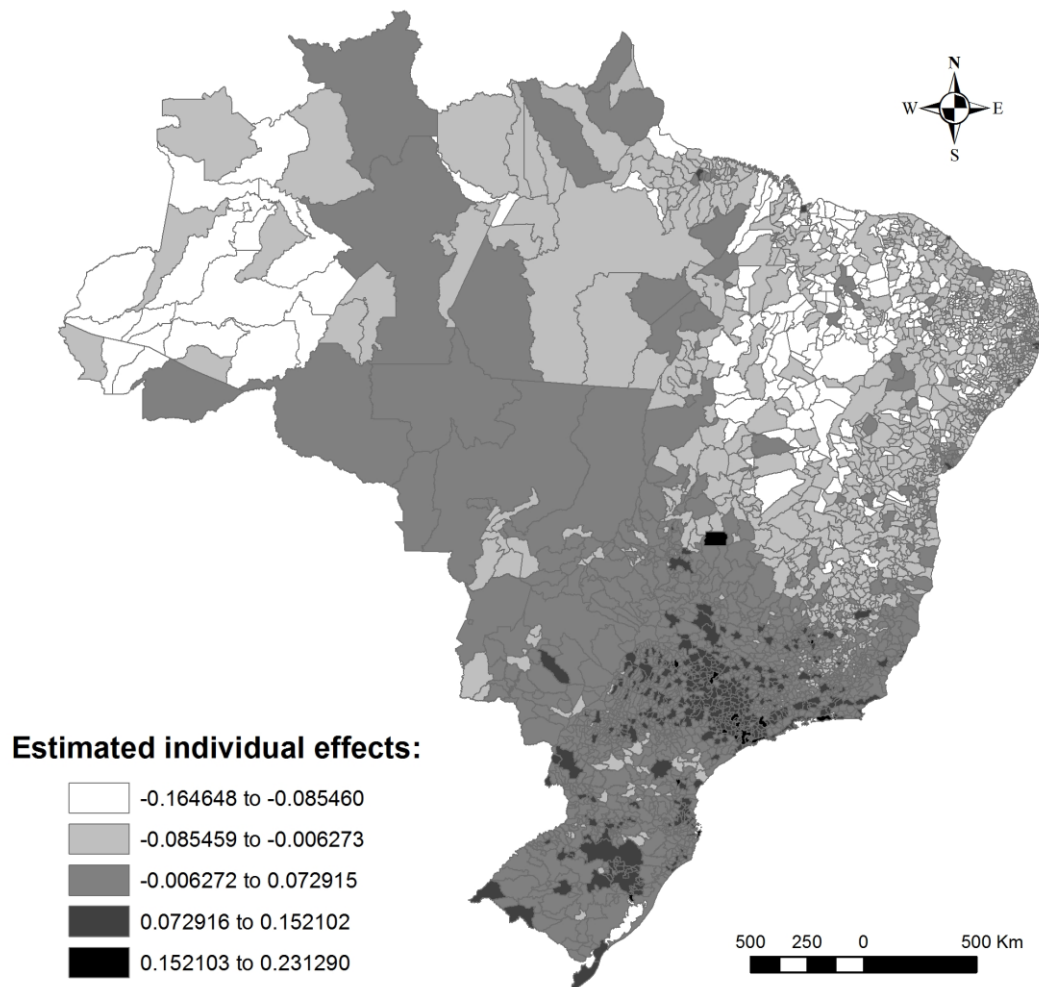 N
W E
S
Estimated individual effects:
-0.164648 to -0.085460
-0.085459 to -0.006273
-0.006272 to 0.072915
0.072916 to 0.152102
0.152103 to 0.231290
500 250 0 500 Km